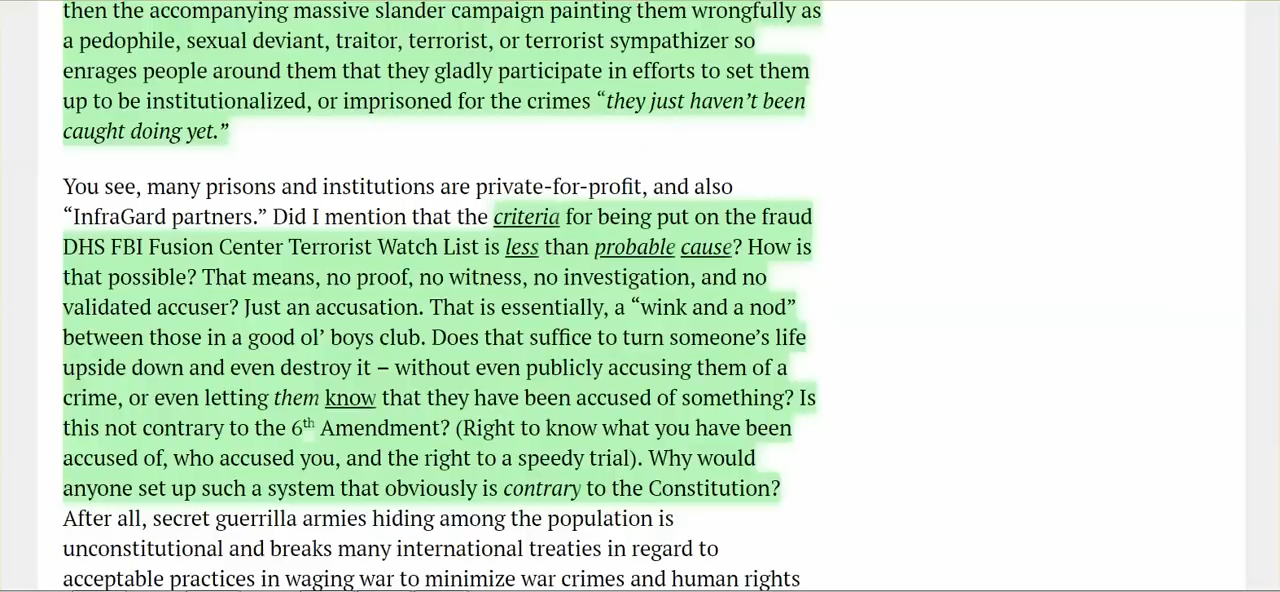 then the accompanying massive slander campaign painting them wrongfully as
a pedophile, sexual deviant, traitor, terrorist, or terrorist sympathizer so
enrages people around them that they gladly participate in efforts to set them
up to be institutionalized, or imprisoned for the crimes “they just haven’t been
caught doing yet.”
You see, many prisons and institutions are private-for-profit, and also
“InfraGard partners.” Did I mention that the criteria for being put on the fraud
DHS FBI Fusion Center Terrorist Watch List is less than probable cause? How is
that possible? That means, no proof, no witness, no investigation, and no
validated accuser? Just an accusation. That is essentially, a “wink and a nod”
between those in a good ol’ boys club. Does that suffice to turn someone’s life
upside down and even destroy it – without even publicly accusing them of a
crime, or even letting them know that they have been accused of something? Is
this not contrary to the 6th Amendment? (Right to know what you have been
accused of, who accused you, and the right to a speedy trial). Why would
anyone set up such a system that obviously is contrary to the Constitution?
After all, secret guerrilla armies hiding among the population is
unconstitutional and breaks many international treaties in regard to
acceptable practices in waging war to minimize war crimes and human rights